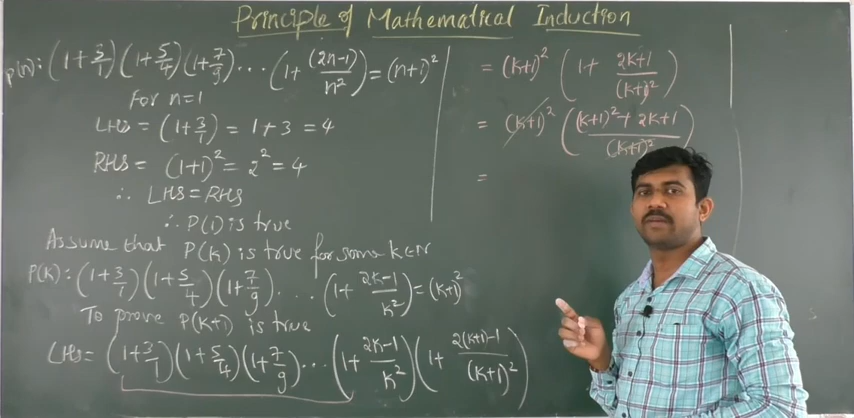 Principle of Mathematical Induction
P(n): (1+3/1)(1+5/4)(1+7/9)...(1+(2n-1)/n²)=(n+1)²
for n=1
LHS = (1+3/1) = 1+3 = 4
RHS = (1+1)² = 2² = 4
∴ LHS=RHS
∴ P(1) is true
Assume that P(k) is true for some k∈N
P(k): (1+3/1)(1+5/4)(1+7/9)...(1+(2k-1)/k²)=(k+1)²
To prove P(k+1) is true
LHS = (1+3/1)(1+5/4)(1+7/9)...(1+(2k-1)/k²)(1+(2(k+1)-1)/(k+1)²)
= (k+1)² (1+(2k+1)/(k+1)²)
= (k+1)² (((k+1)²+2k+1)/(k+1)²)
=